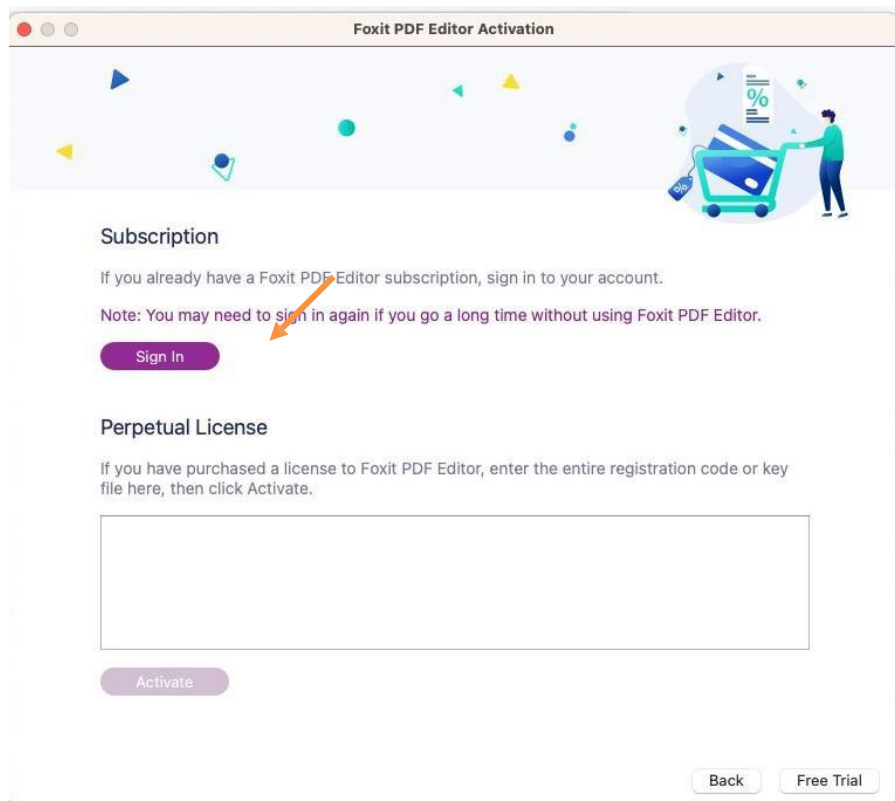 Foxit PDF Editor Activation
%
%
Subscription
If you already have a Foxit PDF Editor subscription, sign in to your account.
Note: You may need to sign in again if you go a long time without using Foxit PDF Editor.
Sign In
Perpetual License
If you have purchased a license to Foxit PDF Editor, enter the entire registration code or key
file here, then click Activate.
Activate
Back Free Trial